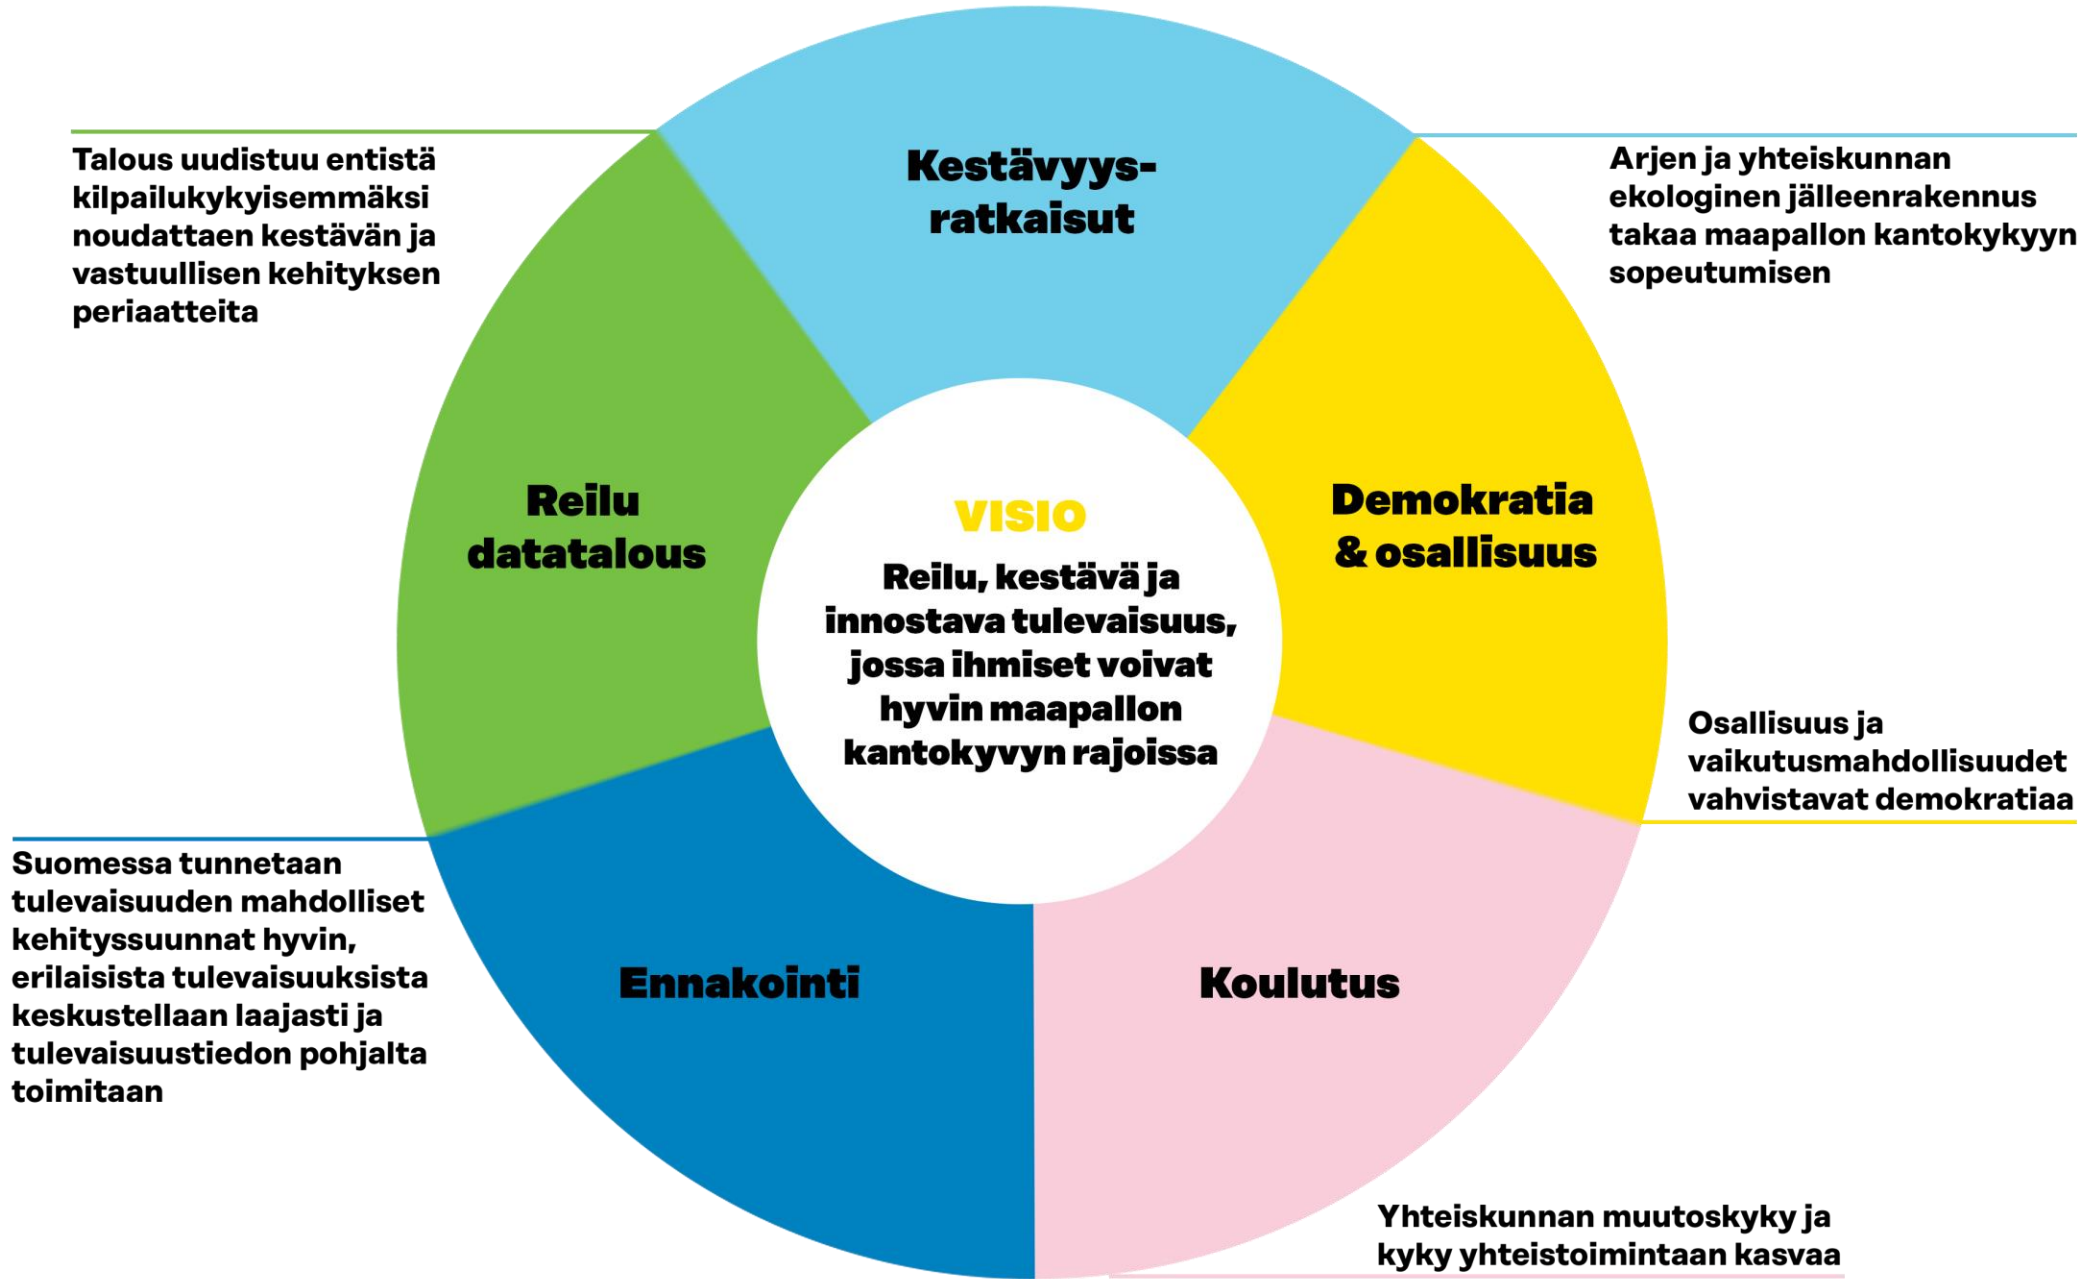 Talous uudistuu entistä
kilpailukykyisemmäksi
noudattaen kestävän ja
vastuullisen kehityksen
periaatteita
Kestävyys-
ratkaisut
Arjen ja yhteiskunnan
ekologinen jälleenrakennus
takaa maapallon kantokykyyn
sopeutumisen
Reilu
datatalous
VISIO
Reilu, kestävä ja
innostava tulevaisuus,
jossa ihmiset voivat
hyvin maapallon
kantokyvyn rajoissa
Demokratia
& osallisuus
Osallisuus ja
vaikutusmahdollisuudet
vahvistavat demokratiaa
Suomessa tunnetaan
tulevaisuuden mahdolliset
kehityssuunnat hyvin,
erilaisista tulevaisuuksista
keskustellaan laajasti ja
tulevaisuustiedon pohjalta
toimitaan
Ennakointi
Koulutus
Yhteiskunnan muutoskyky ja
kyky yhteistoimintaan kasvaa